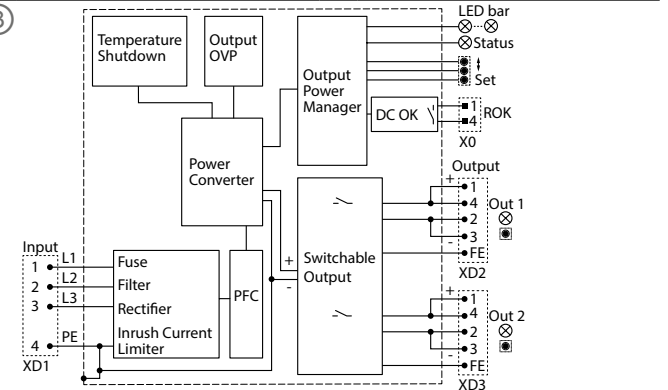 3
LED bar
Status
Set
Temperature
Shutdown
Output
OVP
Output
Power
Manager
DC OK
1
4
ROK
X0
Power
Converter
Output
+
1
4
2
3
-
FE
Out 1
XD2
Switchable
Output
+
-
Input
1
2
3
4
L1
L2
L3
PE
XD1
Fuse
Filter
Rectifier
Inrush Current
Limiter
PFC
+
1
4
2
3
-
FE
Out 2
XD3